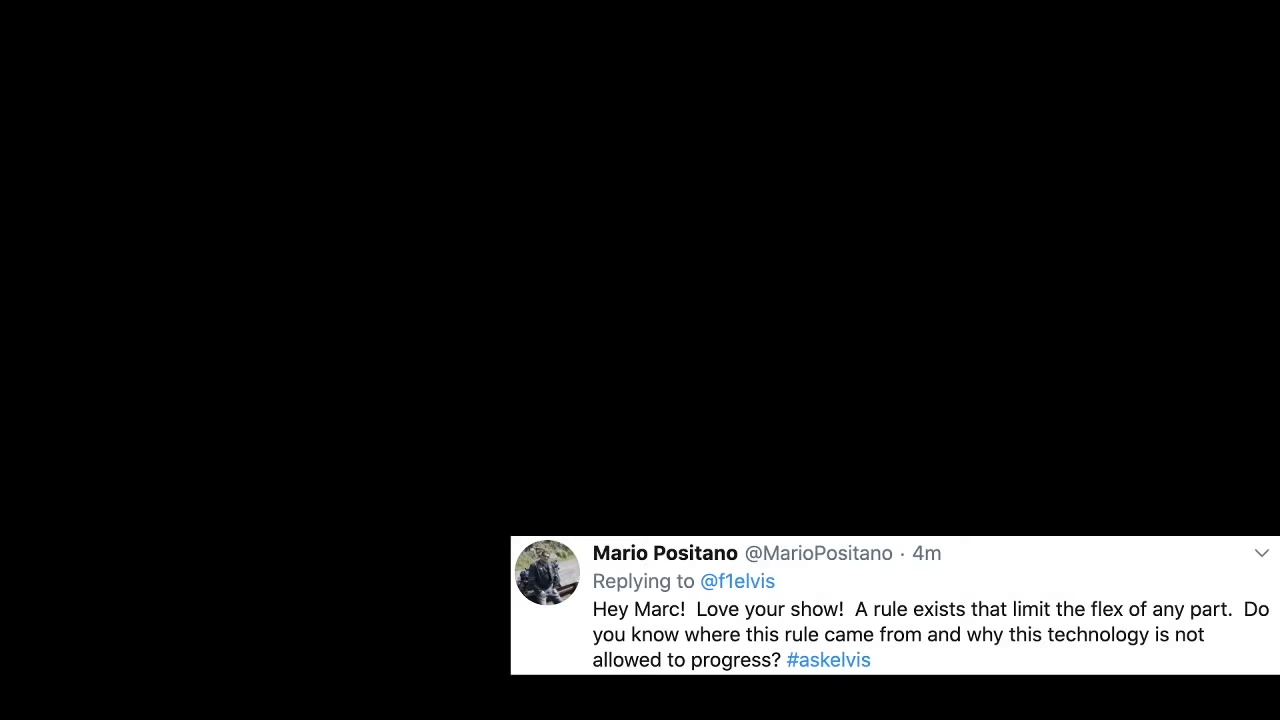 Mario Positano @MarioPositano · 4m
Replying to @f1elvis
Hey Marc!  Love your show!  A rule exists that limit the flex of any part.  Do
you know where this rule came from and why this technology is not
allowed to progress? #askelvis